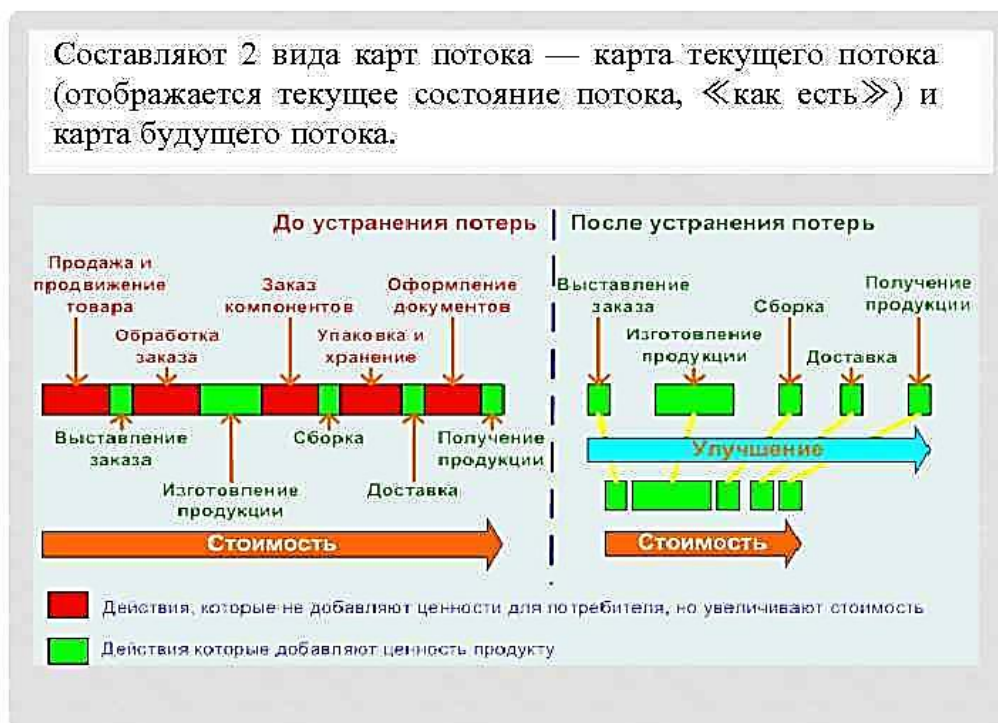 Составляют 2 вида карт потока — карта текущего потока
(отображается текущее состояние потока, ≪как есть≫) и
карта будущего потока.
До устранения потерь
Продажа и
продвижение
товара
Заказ
компонентов
Оформление
документов
Обработка
заказа
Упаковка и
хранение
Выставление
заказа
Сборка
Получение
продукции
Изготовление
продукции
Доставка
Стоимость
После устранения потерь
Выставление
заказа
Сборка
Получение
продукции
Изготовление
продукции
Доставка
Улучшение
Стоимость
Действия, которые не добавляют ценности для потребителя, но увеличивают стоимость
Действия которые добавляют ценность продукту